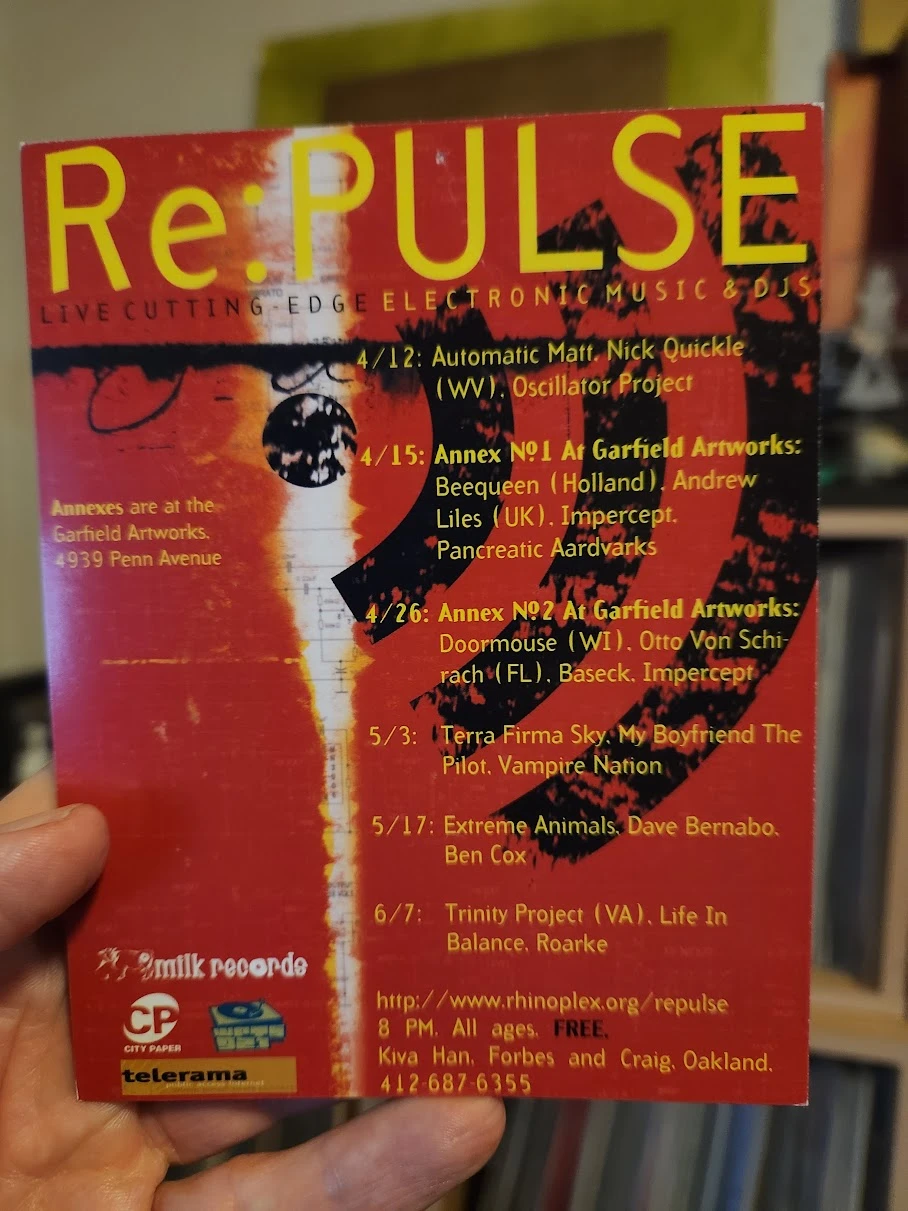 Re:PULSE
LIVE CUTTING-EDGE ELECTRONIC MUSIC & DJS
4/12: Automatic Matt, Nick Quickle
(WV), Oscillator Project
4/15: Annex Nº1 At Garfield Artworks:
Beequeen (Holland), Andrew
Liles (UK), Impercept,
Pancreatic Aardvarks
Annexes are at the
Garfield Artworks,
4939 Penn Avenue
4/26: Annex Nº2 At Garfield Artworks:
Doormouse (WI), Otto Von Schi-
rach (FL), Baseck, Impercept
5/3: Terra Firma Sky, My Boyfriend The
Pilot, Vampire Nation
5/17: Extreme Animals, Dave Bernabo,
Ben Cox
6/7: Trinity Project (VA), Life In
Balance, Roarke
http://www.rhinoplex.org/repulse
8 PM. All ages. FREE.
Kiva Han, Forbes and Craig, Oakland,
412-687-6355
milk records
CP
CITY PAPER
telerama
public access internet